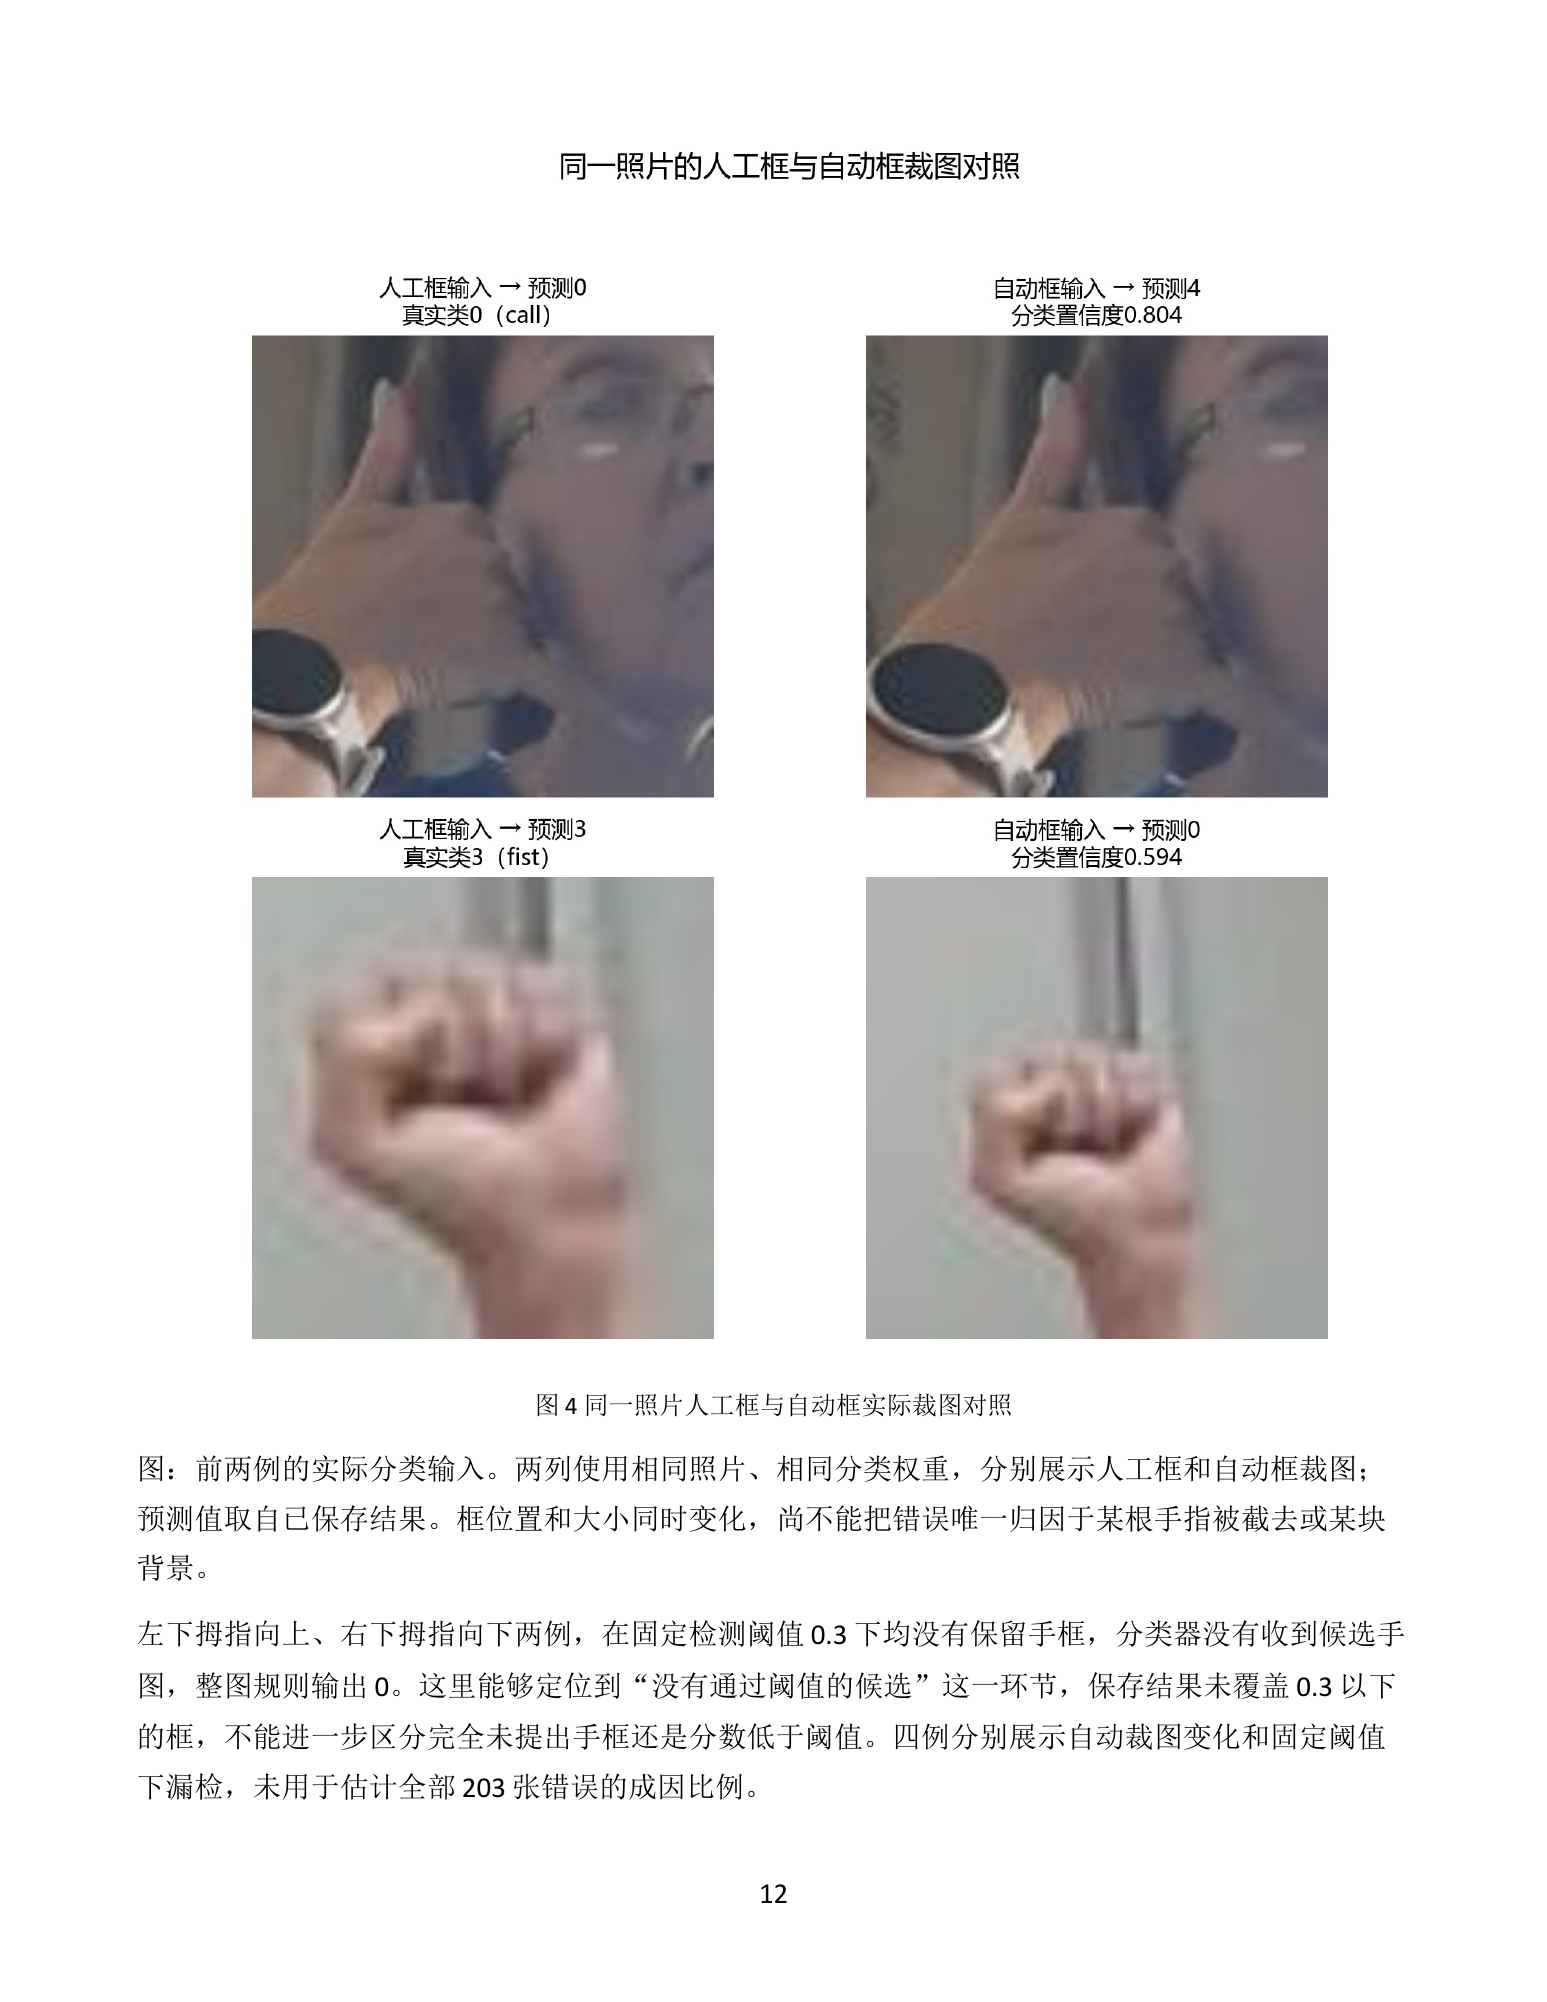 同一照片的人工框与自动框裁图对照
人工框输入 → 预测0
真实类0（call）
自动框输入 → 预测4
分类置信度0.804
人工框输入 → 预测3
真实类3（fist）
自动框输入 → 预测0
分类置信度0.594
图 4 同一照片人工框与自动框实际裁图对照
图：前两例的实际分类输入。两列使用相同照片、相同分类权重，分别展示人工框和自动框裁图；
预测值取自己保存结果。框位置和大小同时变化，尚不能把错误唯一归因于某根手指被截去或某块
背景。
左下拇指向上、右下拇指向下两例，在固定检测阈值 0.3 下均没有保留手框，分类器没有收到候选手
图，整图规则输出 0。这里能够定位到“没有通过阈值的候选”这一环节，保存结果未覆盖 0.3 以下
的框，不能进一步区分完全未提出手框还是分数低于阈值。四例分别展示自动裁图变化和固定阈值
下漏检，未用于估计全部 203 张错误的成因比例。
12